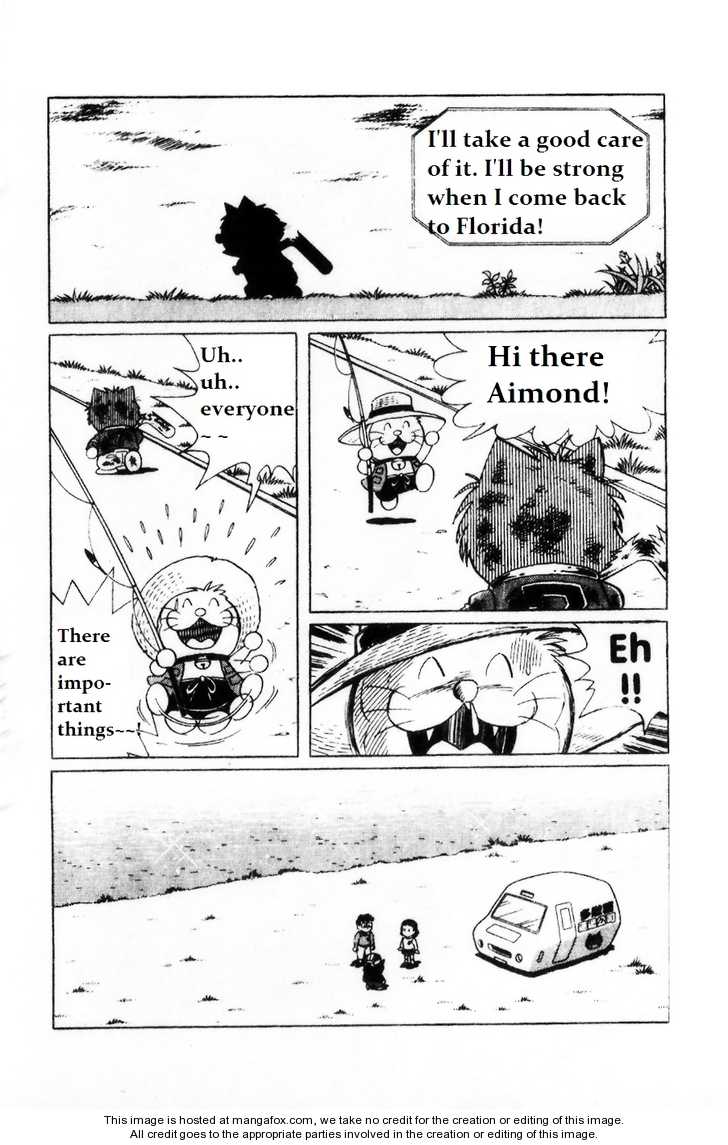 I'll take a good care
of it. I'll be strong
when I come back
to Florida!
Hi there
Aimond!
Uh..
uh..
everyone
~ ~
There
are
impo-
rtant
things~~!
Eh
!!
This image is hosted at mangafox.com, we take no credit for the creation or editing of this image.
All credit goes to the appropriate parties involved in the creation or editing of this image.